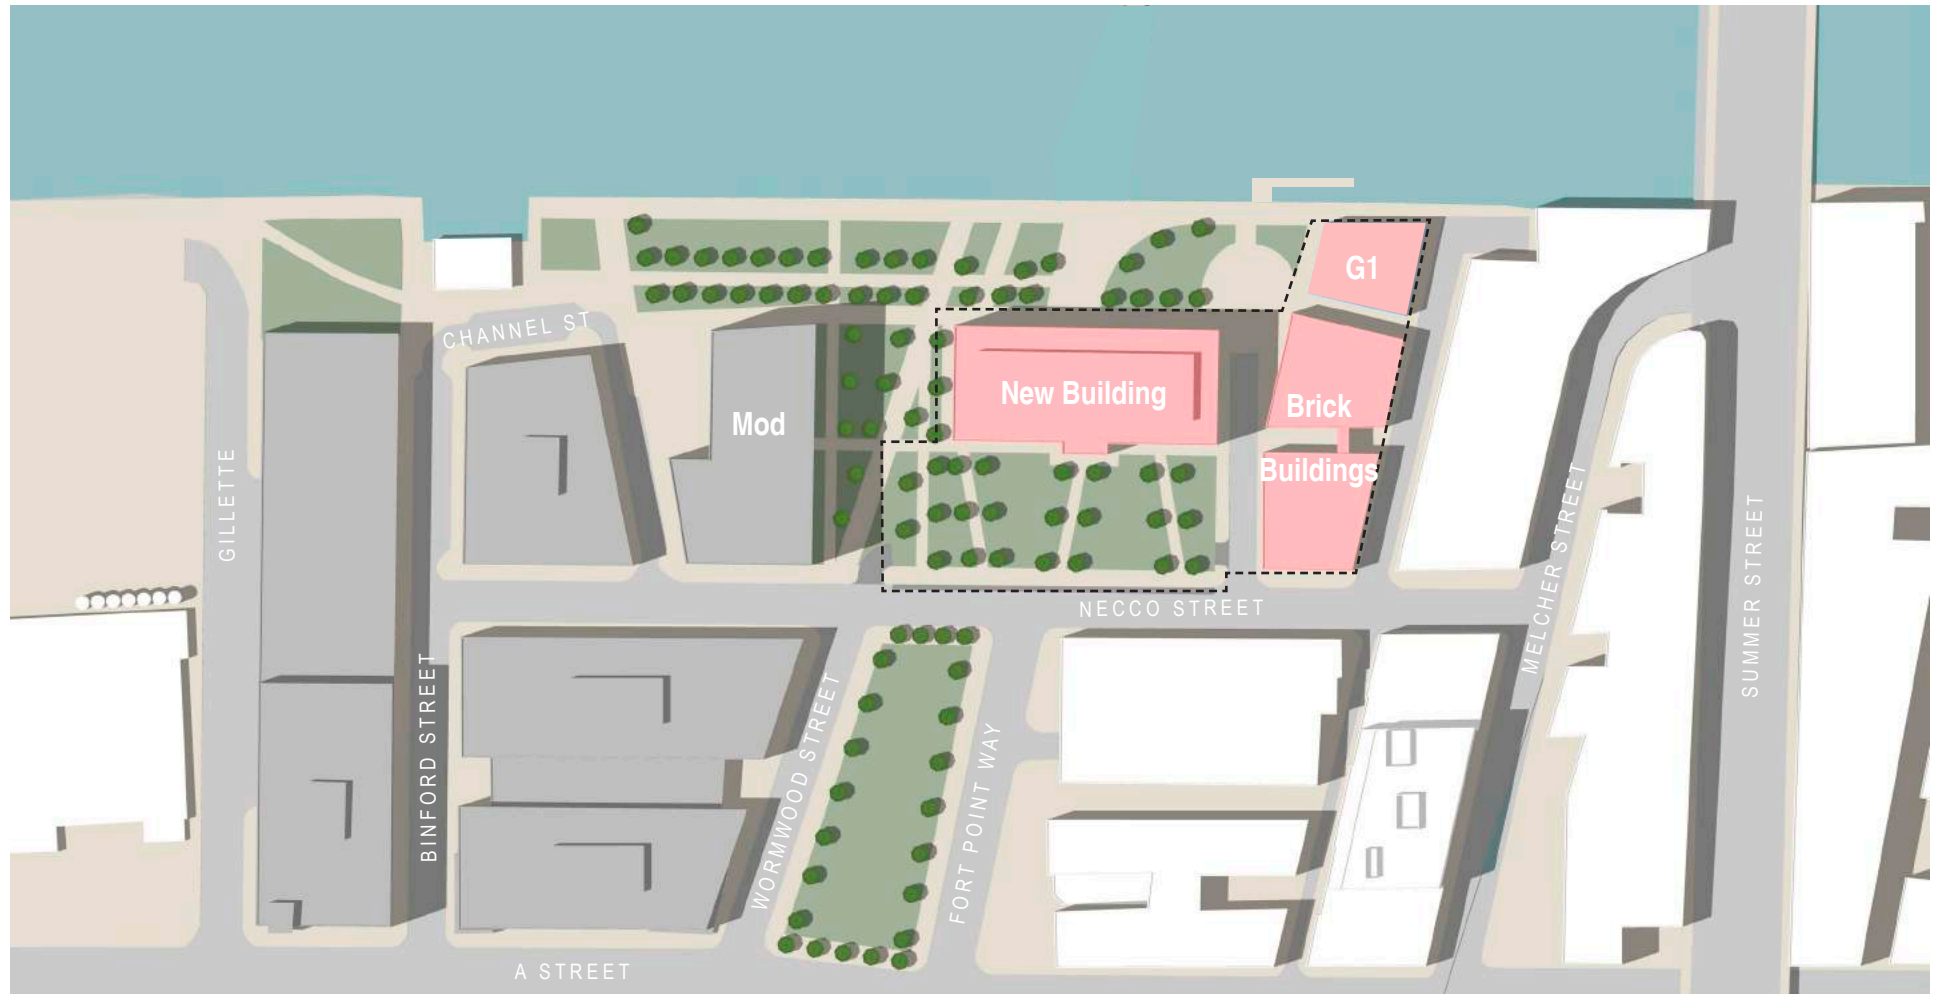 G1
CHANNEL ST
New Building
Brick
Mod
Buildings
GILLETTE
MELCHER STREET
SUMMER STREET
NECCO STREET
BINFORD STREET
WORMWOOD STREET
FORT POINT WAY
A STREET